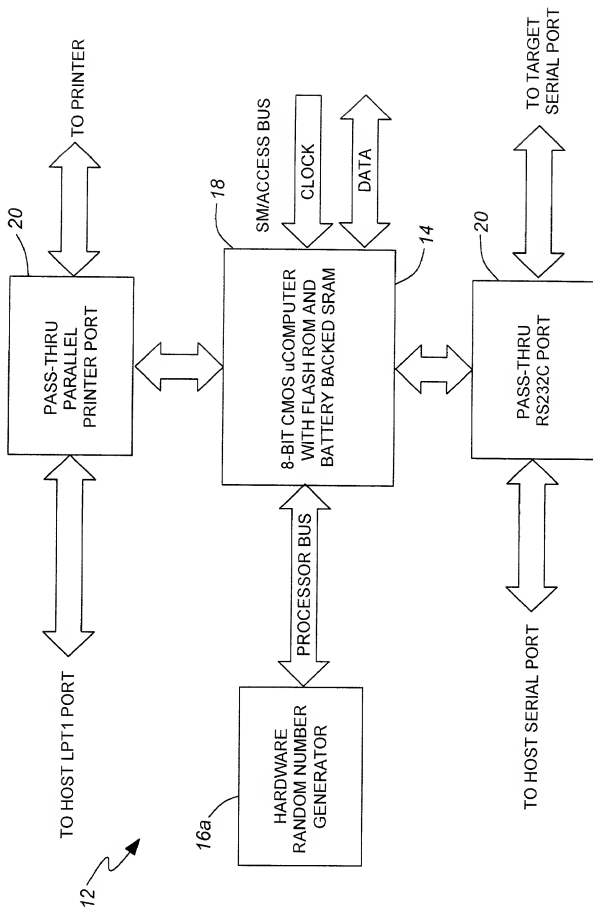 12
TO HOST LPT1 PORT
20
PASS-THRU
PARALLEL
PRINTER PORT
TO PRINTER
16a
HARDWARE
RANDOM NUMBER
GENERATOR
PROCESSOR BUS
18
8-BIT CMOS uCOMPUTER
WITH FLASH ROM AND
BATTERY BACKED SRAM
14
SM/ACCESS BUS
CLOCK
DATA
TO HOST SERIAL PORT
20
PASS-THRU
RS232C PORT
TO TARGET
SERIAL PORT